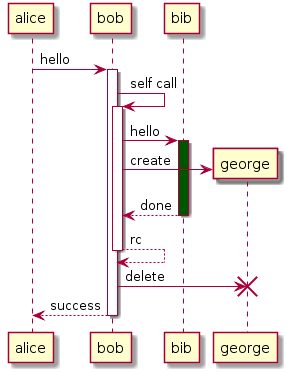 alice bob bib
hello
self call
hello
create
george
done
rc
delete
success
alice bob bib george